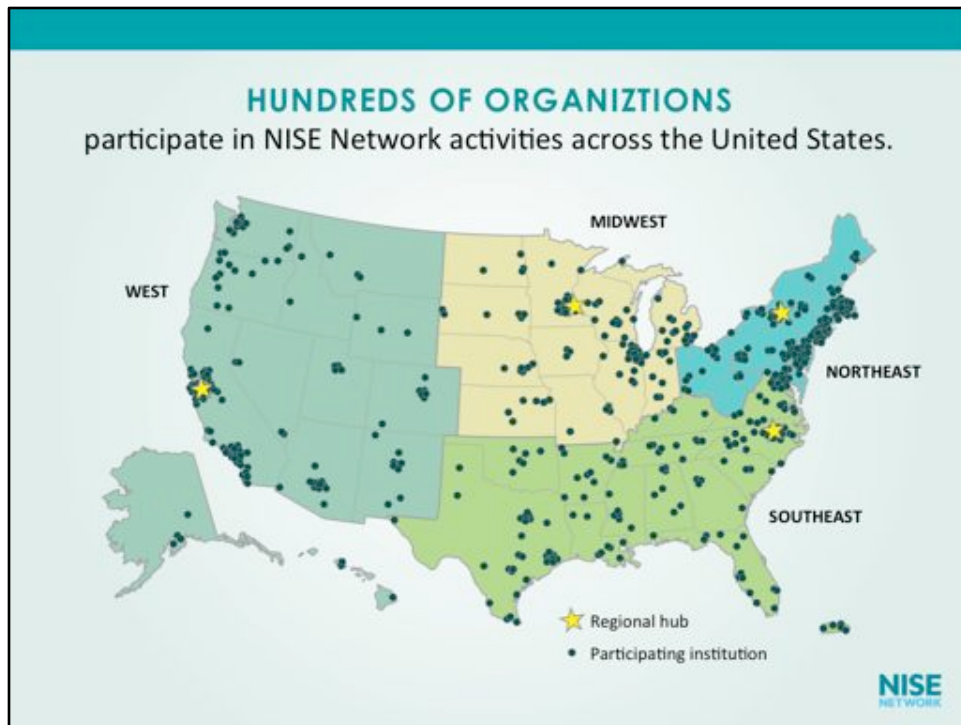 HUNDREDS OF ORGANIZTIONS
participate in NISE Network activities across the United States.
MIDWEST
WEST
NORTHEAST
SOUTHEAST
Regional hub
Participating institution
NISE
NETWORK